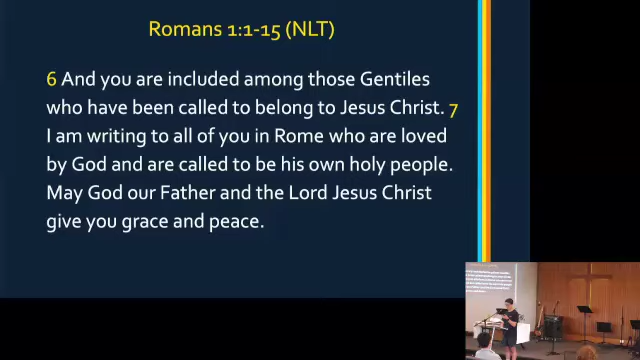 Romans 1:1-15 (NLT)
6 And you are included among those Gentiles
who have been called to belong to Jesus Christ. 7
I am writing to all of you in Rome who are loved
by God and are called to be his own holy people.
May God our Father and the Lord Jesus Christ
give you grace and peace.